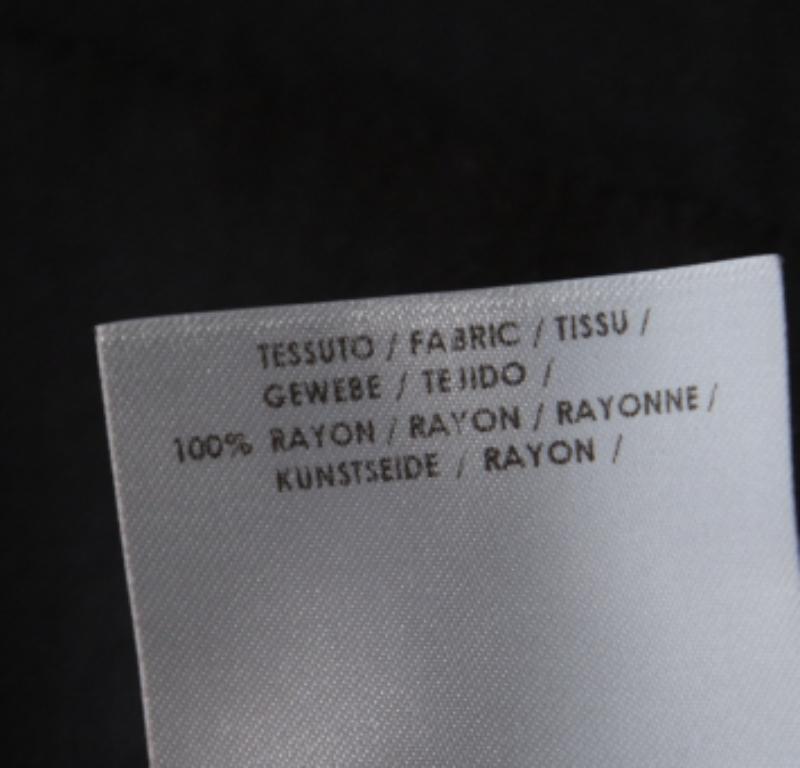 TESSUTO / FABRIC / TISSU /
GEWEBE / TEJIDO /
100% RAYON / RAYON / RAYONNE /
KUNSTSEIDE / RAYON /